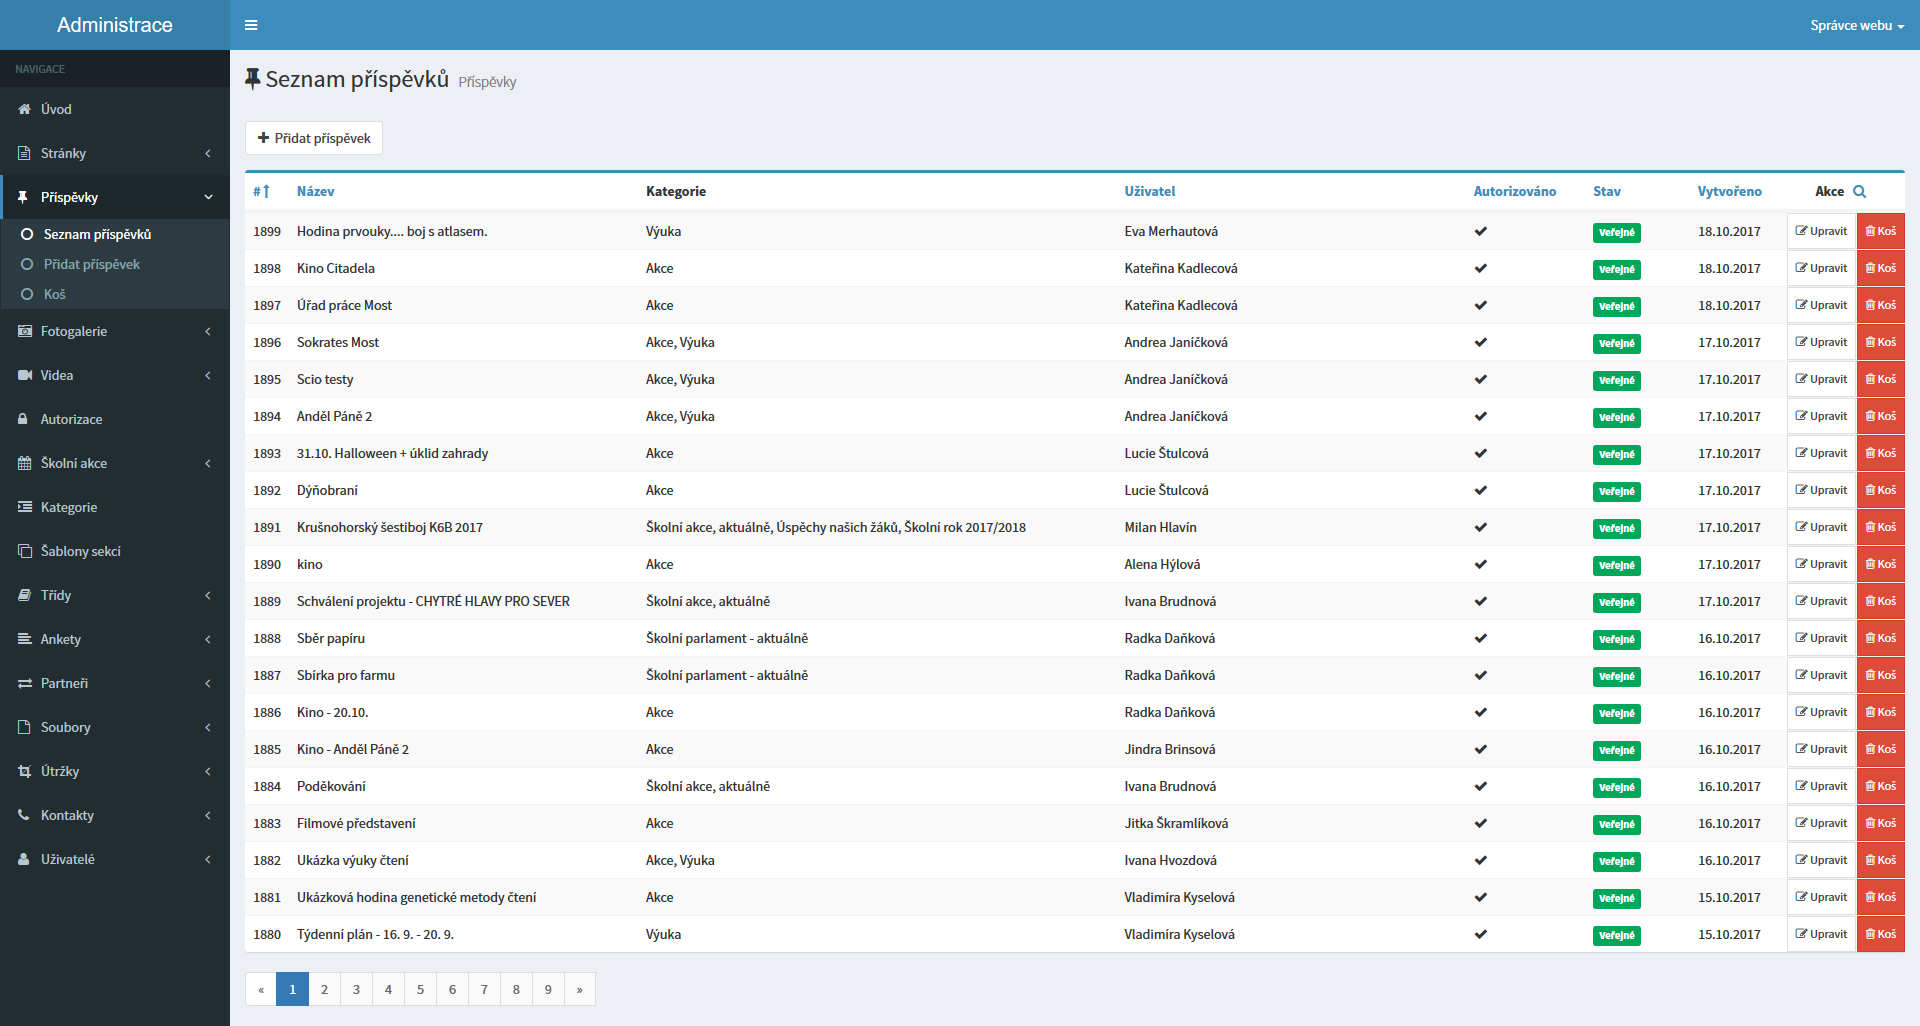 Administrace
Správce webu
NAVIGACE
Úvod
Stránky
Příspěvky
Seznam příspěvků
Přidat příspěvek
Koš
Fotogalerie
Videa
Autorizace
Školní akce
Kategorie
Šablony sekcí
Třídy
Ankety
Partneři
Soubory
Útržky
Kontakty
Uživatelé
Seznam příspěvků Příspěvky
Přidat příspěvek
# Název Kategorie Uživatel Autorizováno Stav Vytvořeno Akce
1899 Hodina prvouky.... boj s atlasem. Výuka Eva Merhautová Veřejné 18.10.2017 Upravit Koš
1898 Kino Citadela Akce Kateřina Kadlecová Veřejné 18.10.2017 Upravit Koš
1897 Úřad práce Most Akce Kateřina Kadlecová Veřejné 18.10.2017 Upravit Koš
1896 Sokrates Most Akce, Výuka Andrea Janíčková Veřejné 17.10.2017 Upravit Koš
1895 Scio testy Akce, Výuka Andrea Janíčková Veřejné 17.10.2017 Upravit Koš
1894 Anděl Páně 2 Akce, Výuka Andrea Janíčková Veřejné 17.10.2017 Upravit Koš
1893 31.10. Halloween + úklid zahrady Akce Lucie Štulcová Veřejné 17.10.2017 Upravit Koš
1892 Dýňobraní Akce Lucie Štulcová Veřejné 17.10.2017 Upravit Koš
1891 Krušnohorský šestiboj K6B 2017 Školní akce, aktuálně, Úspěchy našich žáků, Školní rok 2017/2018 Milan Hlavín Veřejné 17.10.2017 Upravit Koš
1890 kino Akce Alena Hýlová Veřejné 17.10.2017 Upravit Koš
1889 Schválení projektu - CHYTRÉ HLAVY PRO SEVER Školní akce, aktuálně Ivana Brudnová Veřejné 17.10.2017 Upravit Koš
1888 Sběr papíru Školní parlament - aktuálně Radka Daňková Veřejné 16.10.2017 Upravit Koš
1887 Sbírka pro farmu Školní parlament - aktuálně Radka Daňková Veřejné 16.10.2017 Upravit Koš
1886 Kino - 20.10. Akce Radka Daňková Veřejné 16.10.2017 Upravit Koš
1885 Kino - Anděl Páně 2 Akce Jindra Brinsová Veřejné 16.10.2017 Upravit Koš
1884 Poděkování Školní akce, aktuálně Ivana Brudnová Veřejné 16.10.2017 Upravit Koš
1883 Filmové představení Akce Jitka Škramlíková Veřejné 16.10.2017 Upravit Koš
1882 Ukázka výuky čtení Akce, Výuka Ivana Hvozdová Veřejné 16.10.2017 Upravit Koš
1881 Ukázková hodina genetické metody čtení Akce Vladimíra Kyselová Veřejné 15.10.2017 Upravit Koš
1880 Týdenní plán - 16. 9. - 20. 9. Výuka Vladimíra Kyselová Veřejné 15.10.2017 Upravit Koš
« 1 2 3 4 5 6 7 8 9 »